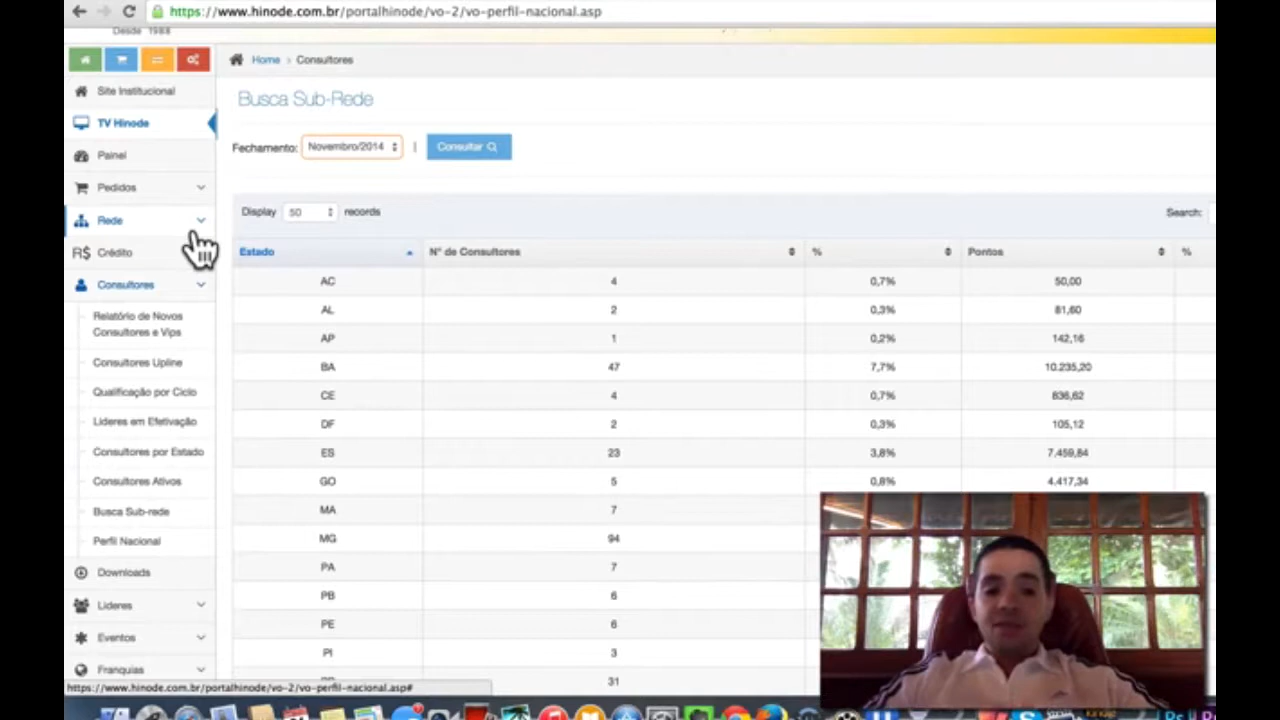 https://www.hinode.com.br/portalhinode/vo-2/vo-perfil-nacional.asp
Desde 1988
Home > Consultores
Site Institucional
Busca Sub-Rede
TV Hinode
Fechamento: Novembro/2014 | Consultar
Painel
Pedidos
Rede
Display 50 records
Search:
R$ Crédito
Estado N° de Consultores % Pontos %
Consultores
AC 4 0,7% 50,00
Relatório de Novos
Consultores e Vips
AL 2 0,3% 81,60
AP 1 0,2% 142,16
Consultores Upline
BA 47 7,7% 10.235,20
Qualificação por Ciclo
CE 4 0,7% 836,62
Lideres em Efetivação
DF 2 0,3% 105,12
Consultores por Estado
ES 23 3,8% 7.459,84
Consultores Ativos
GO 5 0,8% 4.417,34
Busca Sub-rede
MA 7
Perfil Nacional
MG 94
Downloads
PA 7
Lideres
PB 6
Eventos
PE 6
Franquias
PI 3
31
https://www.hinode.com.br/portalhinode/vo-2/vo-perfil-nacional.asp#